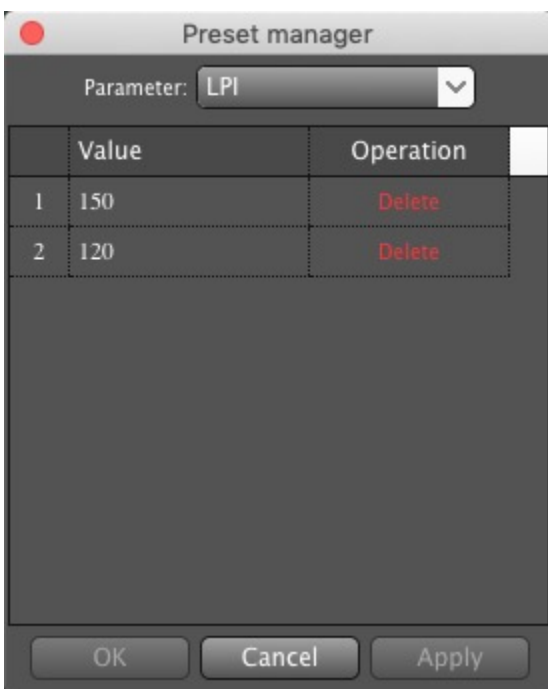 Preset manager
Parameter: LPI
Value Operation
1 150 Delete
2 120 Delete
OK Cancel Apply